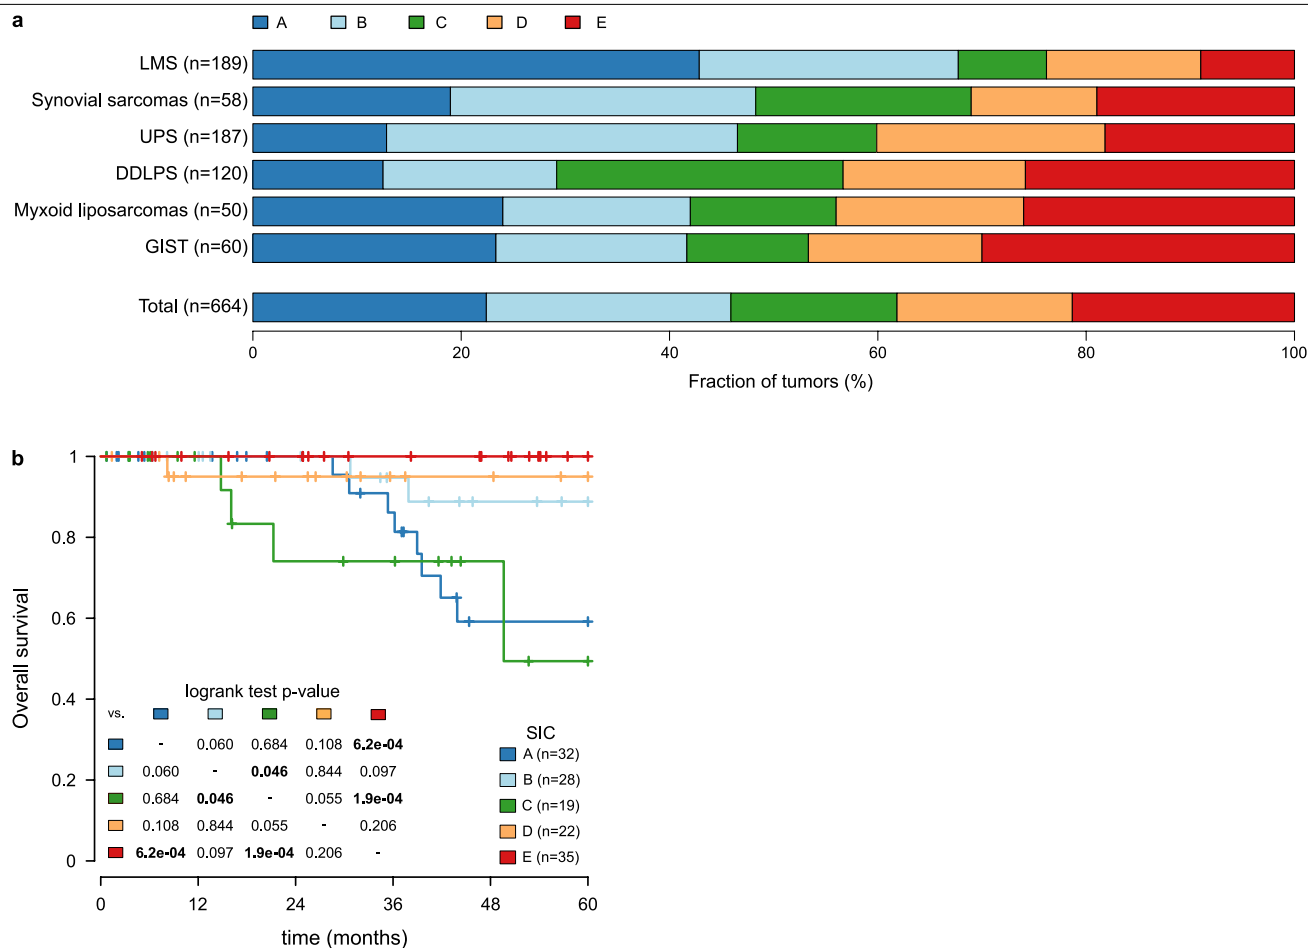 a
A B C D E
LMS (n=189)
Synovial sarcomas (n=58)
UPS (n=187)
DDLPS (n=120)
Myxoid liposarcomas (n=50)
GIST (n=60)
Total (n=664)
0 20 40 60 80 100
Fraction of tumors (%)
b
1
0.8
0.6
0.4
0.2
0
Overall survival
logrank test p-value
vs.
- 0.060 0.684 0.108 6.2e-04
0.060 - 0.046 0.844 0.097
0.684 0.046 - 0.055 1.9e-04
0.108 0.844 0.055 - 0.206
6.2e-04 0.097 1.9e-04 0.206 -
SIC
A (n=32)
B (n=28)
C (n=19)
D (n=22)
E (n=35)
0 12 24 36 48 60
time (months)